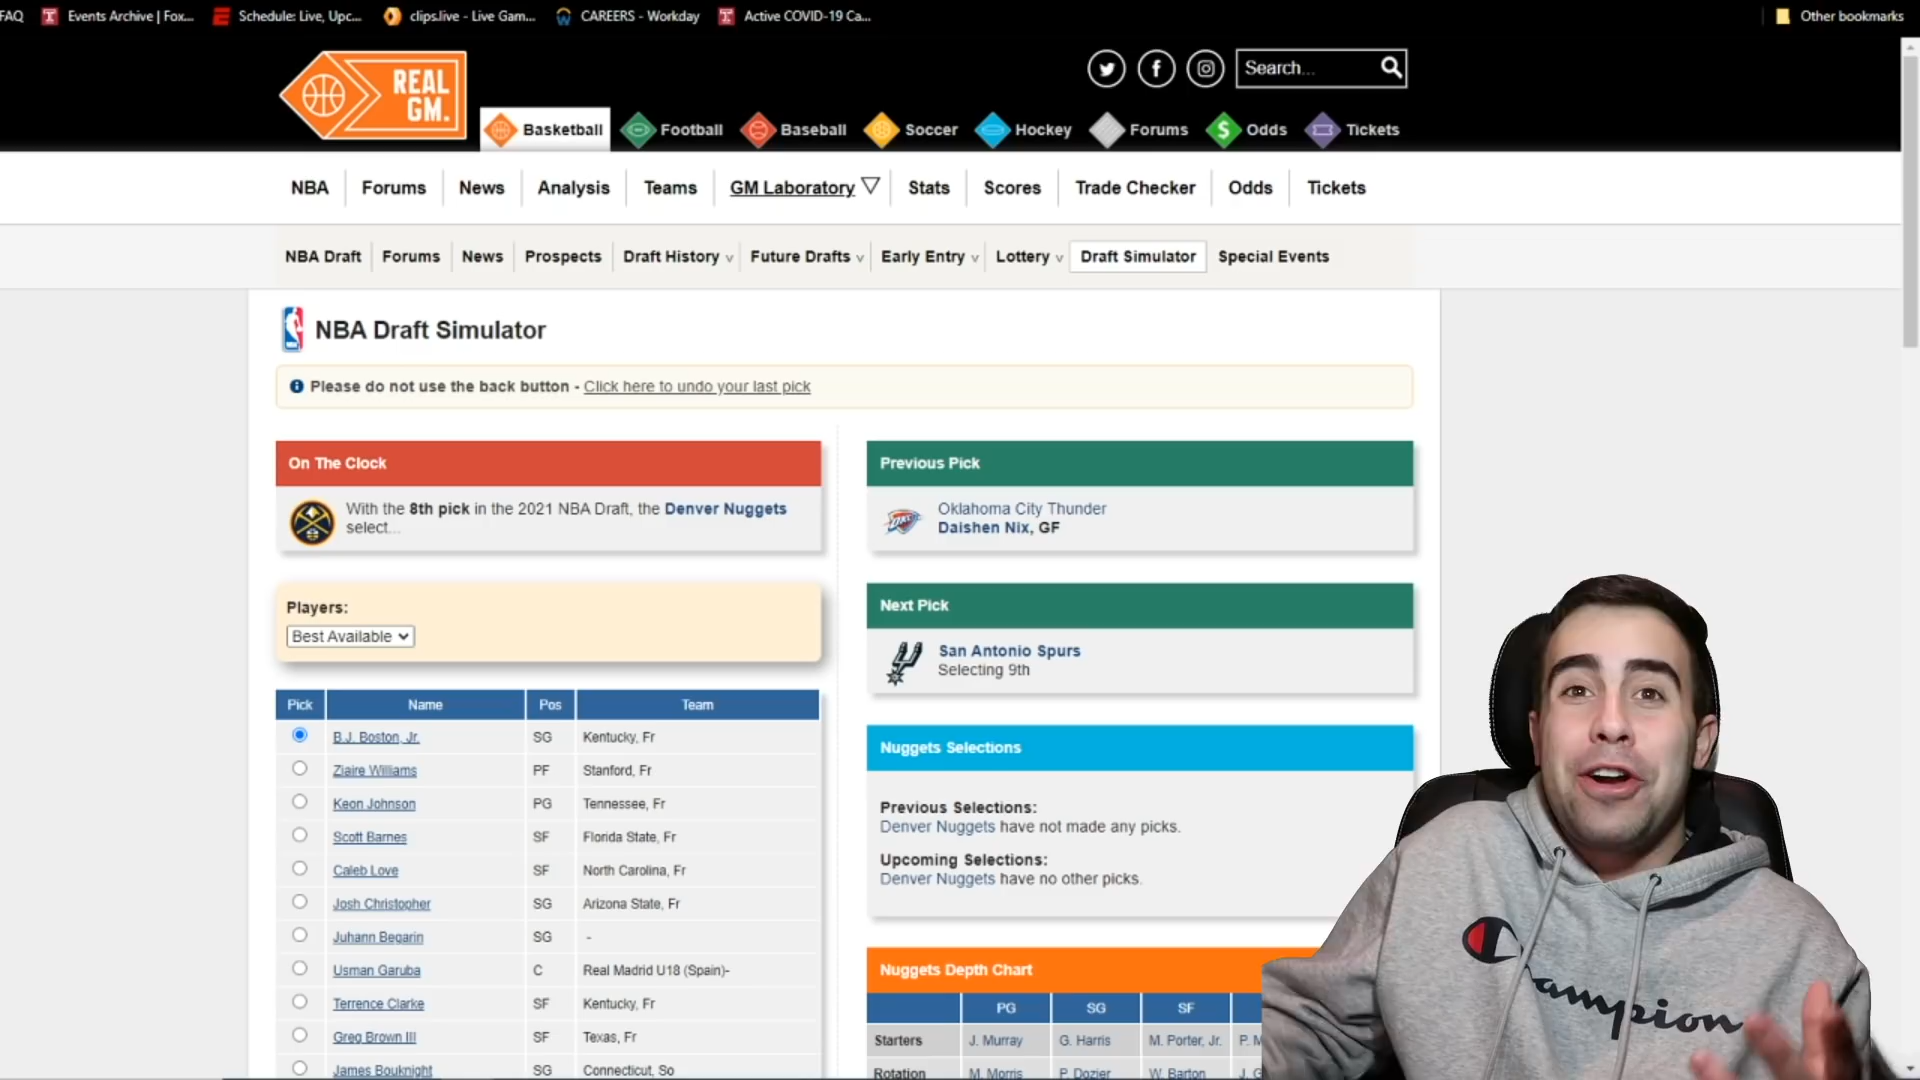 FAQ Events Archive | Fox... Schedule: Live, Upc... clips.live - Live Gam... CAREERS - Workday Active COVID-19 Ca... Other bookmarks
REAL GM.
Search...
Basketball Football Baseball Soccer Hockey Forums Odds Tickets
NBA Forums News Analysis Teams GM Laboratory Stats Scores Trade Checker Odds Tickets
NBA Draft Forums News Prospects Draft History Future Drafts Early Entry Lottery Draft Simulator Special Events
NBA Draft Simulator
Please do not use the back button - Click here to undo your last pick
On The Clock
With the 8th pick in the 2021 NBA Draft, the Denver Nuggets
select...
Players:
Best Available
Pick Name Pos Team
B.J. Boston, Jr. SG Kentucky, Fr
Ziaire Williams PF Stanford, Fr
Keon Johnson PG Tennessee, Fr
Scott Barnes SF Florida State, Fr
Caleb Love SF North Carolina, Fr
Josh Christopher SG Arizona State, Fr
Juhann Begarin SG -
Usman Garuba C Real Madrid U18 (Spain)-
Terrence Clarke SF Kentucky, Fr
Greg Brown III SF Texas, Fr
James Bouknight SG Connecticut, So
Previous Pick
Oklahoma City Thunder
Daishen Nix, GF
Next Pick
San Antonio Spurs
Selecting 9th
Nuggets Selections
Previous Selections:
Denver Nuggets have not made any picks.
Upcoming Selections:
Denver Nuggets have no other picks.
Nuggets Depth Chart
PG SG SF
Starters J. Murray G. Harris M. Porter, Jr. P. M
Rotation M. Morris P. Dozier W. Barton J. G
Champion